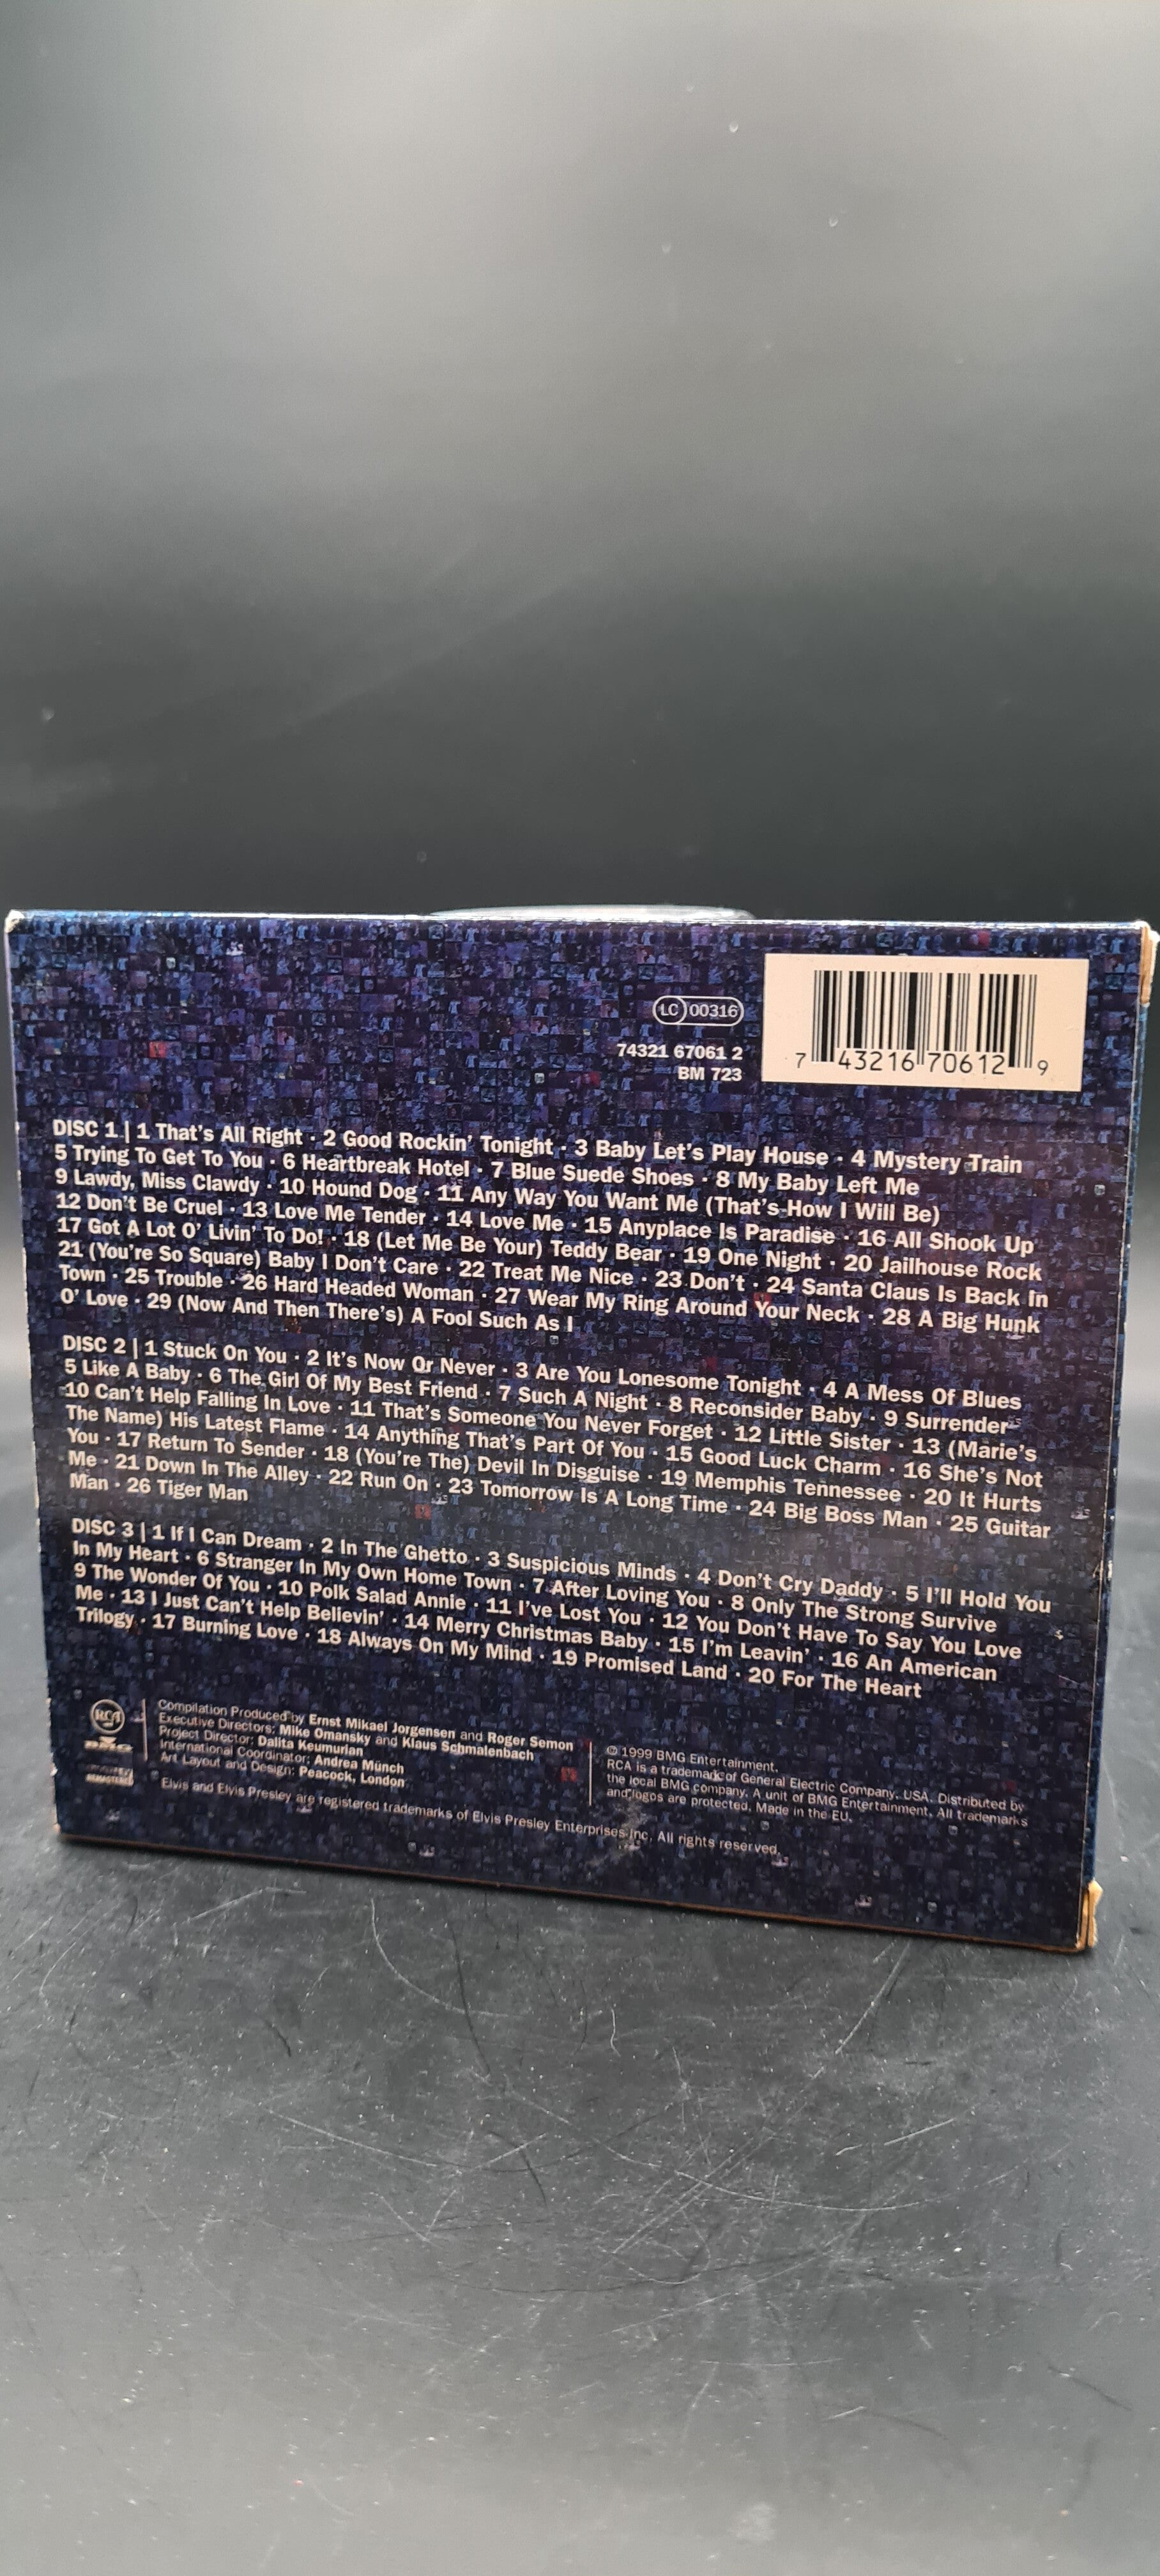 LC 00316
74321 67061 2
BM 723
7 43216 70612 9
DISC 1 | 1 That's All Right · 2 Good Rockin' Tonight · 3 Baby Let's Play House · 4 Mystery Train
5 Trying To Get To You · 6 Heartbreak Hotel · 7 Blue Suede Shoes · 8 My Baby Left Me
9 Lawdy, Miss Clawdy · 10 Hound Dog · 11 Any Way You Want Me (That's How I Will Be)
12 Don't Be Cruel · 13 Love Me Tender · 14 Love Me · 15 Anyplace Is Paradise · 16 All Shook Up
17 Got A Lot O' Livin' To Do! · 18 (Let Me Be Your) Teddy Bear · 19 One Night · 20 Jailhouse Rock
21 (You're So Square) Baby I Don't Care · 22 Treat Me Nice · 23 Don't · 24 Santa Claus Is Back In
Town · 25 Trouble · 26 Hard Headed Woman · 27 Wear My Ring Around Your Neck · 28 A Big Hunk
O' Love · 29 (Now And Then There's) A Fool Such As I
DISC 2 | 1 Stuck On You · 2 It's Now Or Never · 3 Are You Lonesome Tonight · 4 A Mess Of Blues
5 Like A Baby · 6 The Girl Of My Best Friend · 7 Such A Night · 8 Reconsider Baby · 9 Surrender
10 Can't Help Falling In Love · 11 That's Someone You Never Forget · 12 Little Sister · 13 (Marie's
The Name) His Latest Flame · 14 Anything That's Part Of You · 15 Good Luck Charm · 16 She's Not
You · 17 Return To Sender · 18 (You're The) Devil In Disguise · 19 Memphis Tennessee · 20 It Hurts
Me · 21 Down In The Alley · 22 Run On · 23 Tomorrow Is A Long Time · 24 Big Boss Man · 25 Guitar
Man · 26 Tiger Man
DISC 3 | 1 If I Can Dream · 2 In The Ghetto · 3 Suspicious Minds · 4 Don't Cry Daddy · 5 I'll Hold You
In My Heart · 6 Stranger In My Own Home Town · 7 After Loving You · 8 Only The Strong Survive
9 The Wonder Of You · 10 Polk Salad Annie · 11 I've Lost You · 12 You Don't Have To Say You Love
Me · 13 I Just Can't Help Believin' · 14 Merry Christmas Baby · 15 I'm Leavin' · 16 An American
Trilogy · 17 Burning Love · 18 Always On My Mind · 19 Promised Land · 20 For The Heart
RCA
BMG
Compilation Produced by Ernst Mikael Jorgensen and Roger Semon
Executive Directors: Mike Omansky and Klaus Schmalenbach
Project Director: Dalita Keumurian
International Coordinator: Andrea Münch
Art Layout and Design: Peacock, London
© 1999 BMG Entertainment.
RCA is a trademark of General Electric Company, USA. Distributed by
the local BMG company. A unit of BMG Entertainment. All trademarks
and logos are protected. Made in the EU.
Elvis and Elvis Presley are registered trademarks of Elvis Presley Enterprises Inc. All rights reserved.